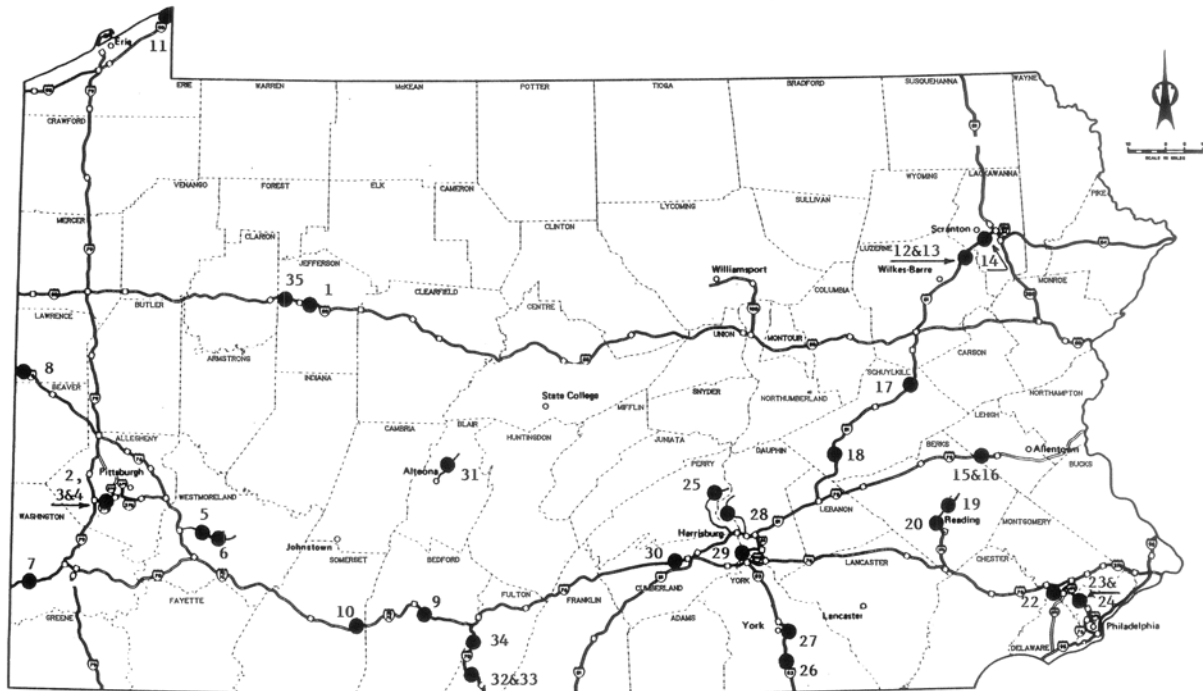 11
Erie
ERIE
WARREN
McKEAN
POTTER
TIOGA
BRADFORD
SUSQUEHANNA
WAYNE
CRAWFORD
SCALE IN MILES
WYOMING
LACKAWANNA
VENANGO
FOREST
ELK
CAMERON
PIKE
SULLIVAN
LYCOMING
MERCER
CLINTON
Scranton
CLARION
LUZERNE
12&13
JEFFERSON
14
Wilkes-Barre
Williamsport
MONROE
35
1
CLEARFIELD
COLUMBIA
BUTLER
CENTRE
LAWRENCE
UNION
MONTOUR
CARBON
ARMSTRONG
8
SCHUYLKILL
BEAVER
INDIANA
17
SNYDER
NORTHUMBERLAND
NORTHAMPTON
State College
MIFFLIN
LEHIGH
CAMBRIA
BLAIR
ALLEGHENY
HUNTINGDON
JUNIATA
DAUPHIN
BERKS
Allentown
18
BUCKS
PERRY
Pittsburgh
Altoona
31
15&16
2,
3&4
WESTMORELAND
25
LEBANON
19
WASHINGTON
5
28
20
Reading
MONTGOMERY
Harrisburg
6
Johnstown
29
CHESTER
SOMERSET
BEDFORD
30
YORK
LANCASTER
7
23&
FULTON
CUMBERLAND
FAYETTE
FRANKLIN
22
24
GREENE
10
9
ADAMS
Lancaster
York
27
Philadelphia
34
DELAWARE
26
32&33